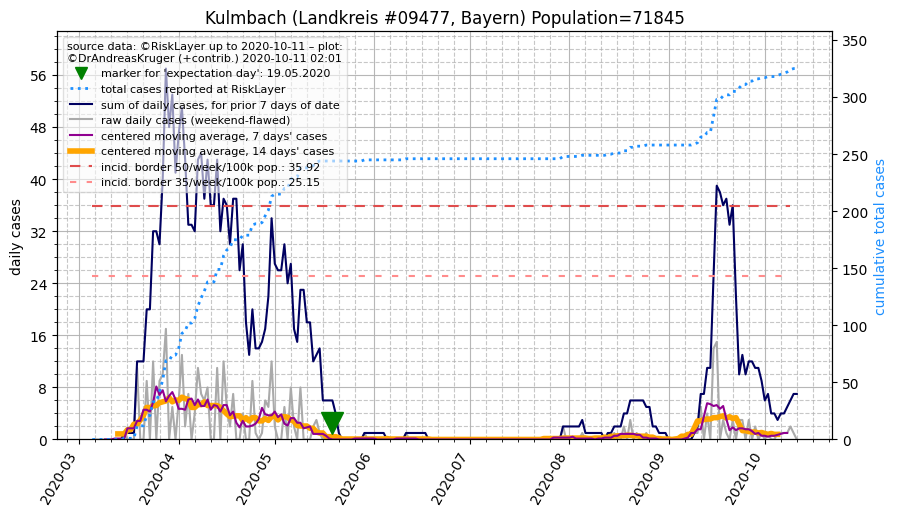 Kulmbach (Landkreis #09477, Bayern) Population=71845
source data: ©RiskLayer up to 2020-10-11 – plot:
©DrAndreasKruger (+contrib.) 2020-10-11 02:01
marker for 'expectation day': 19.05.2020
total cases reported at RiskLayer
sum of daily cases, for prior 7 days of date
raw daily cases (weekend-flawed)
centered moving average, 7 days' cases
centered moving average, 14 days' cases
incid. border 50/week/100k pop.: 35.92
incid. border 35/week/100k pop.: 25.15
daily cases
56
48
40
32
24
16
8
0
cumulative total cases
350
300
250
200
150
100
50
0
2020-03
2020-04
2020-05
2020-06
2020-07
2020-08
2020-09
2020-10